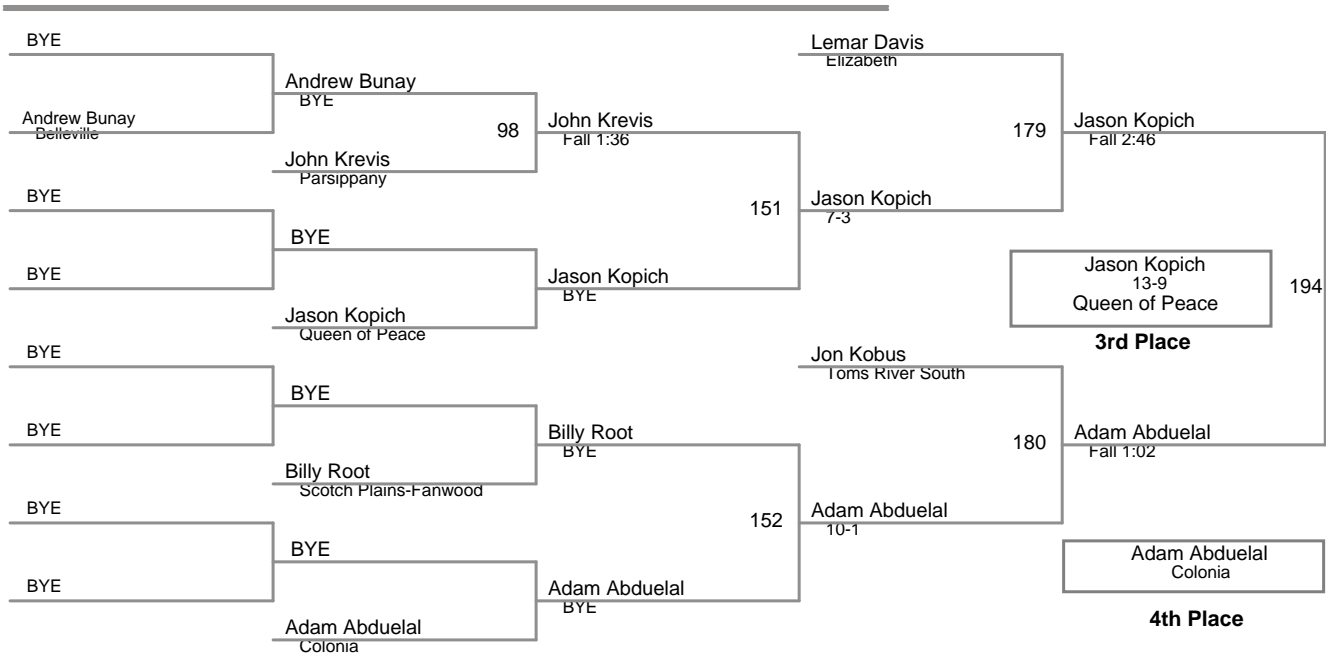 BYE
Andrew Bunay
Belleville
BYE
BYE
BYE
BYE
BYE
BYE
Andrew Bunay
BYE
John Krevis
Parsippany
BYE
Jason Kopich
Queen of Peace
BYE
Billy Root
Scotch Plains-Fanwood
BYE
Adam Abduelal
Colonia
98
151
152
John Krevis
Fall 1:36
Jason Kopich
BYE
Billy Root
BYE
Adam Abduelal
BYE
Lemar Davis
Elizabeth
Jason Kopich
7-3
Jon Kobus
Toms River South
Adam Abduelal
10-1
179
180
Jason Kopich
Fall 2:46
Adam Abduelal
Fall 1:02
194
Jason Kopich
13-9
Queen of Peace
3rd Place
Adam Abduelal
Colonia
4th Place